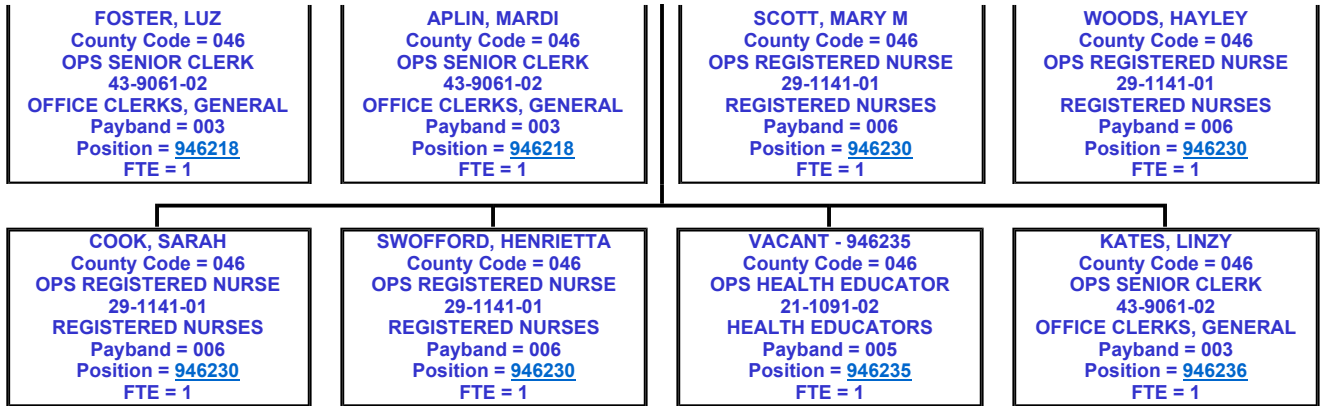 FOSTER, LUZ
County Code = 046
OPS SENIOR CLERK
43-9061-02
OFFICE CLERKS, GENERAL
Payband = 003
Position = 946218
FTE = 1
APLIN, MARDI
County Code = 046
OPS SENIOR CLERK
43-9061-02
OFFICE CLERKS, GENERAL
Payband = 003
Position = 946218
FTE = 1
SCOTT, MARY M
County Code = 046
OPS REGISTERED NURSE
29-1141-01
REGISTERED NURSES
Payband = 006
Position = 946230
FTE = 1
WOODS, HAYLEY
County Code = 046
OPS REGISTERED NURSE
29-1141-01
REGISTERED NURSES
Payband = 006
Position = 946230
FTE = 1
COOK, SARAH
County Code = 046
OPS REGISTERED NURSE
29-1141-01
REGISTERED NURSES
Payband = 006
Position = 946230
FTE = 1
SWOFFORD, HENRIETTA
County Code = 046
OPS REGISTERED NURSE
29-1141-01
REGISTERED NURSES
Payband = 006
Position = 946230
FTE = 1
VACANT - 946235
County Code = 046
OPS HEALTH EDUCATOR
21-1091-02
HEALTH EDUCATORS
Payband = 005
Position = 946235
FTE = 1
KATES, LINZY
County Code = 046
OPS SENIOR CLERK
43-9061-02
OFFICE CLERKS, GENERAL
Payband = 003
Position = 946236
FTE = 1